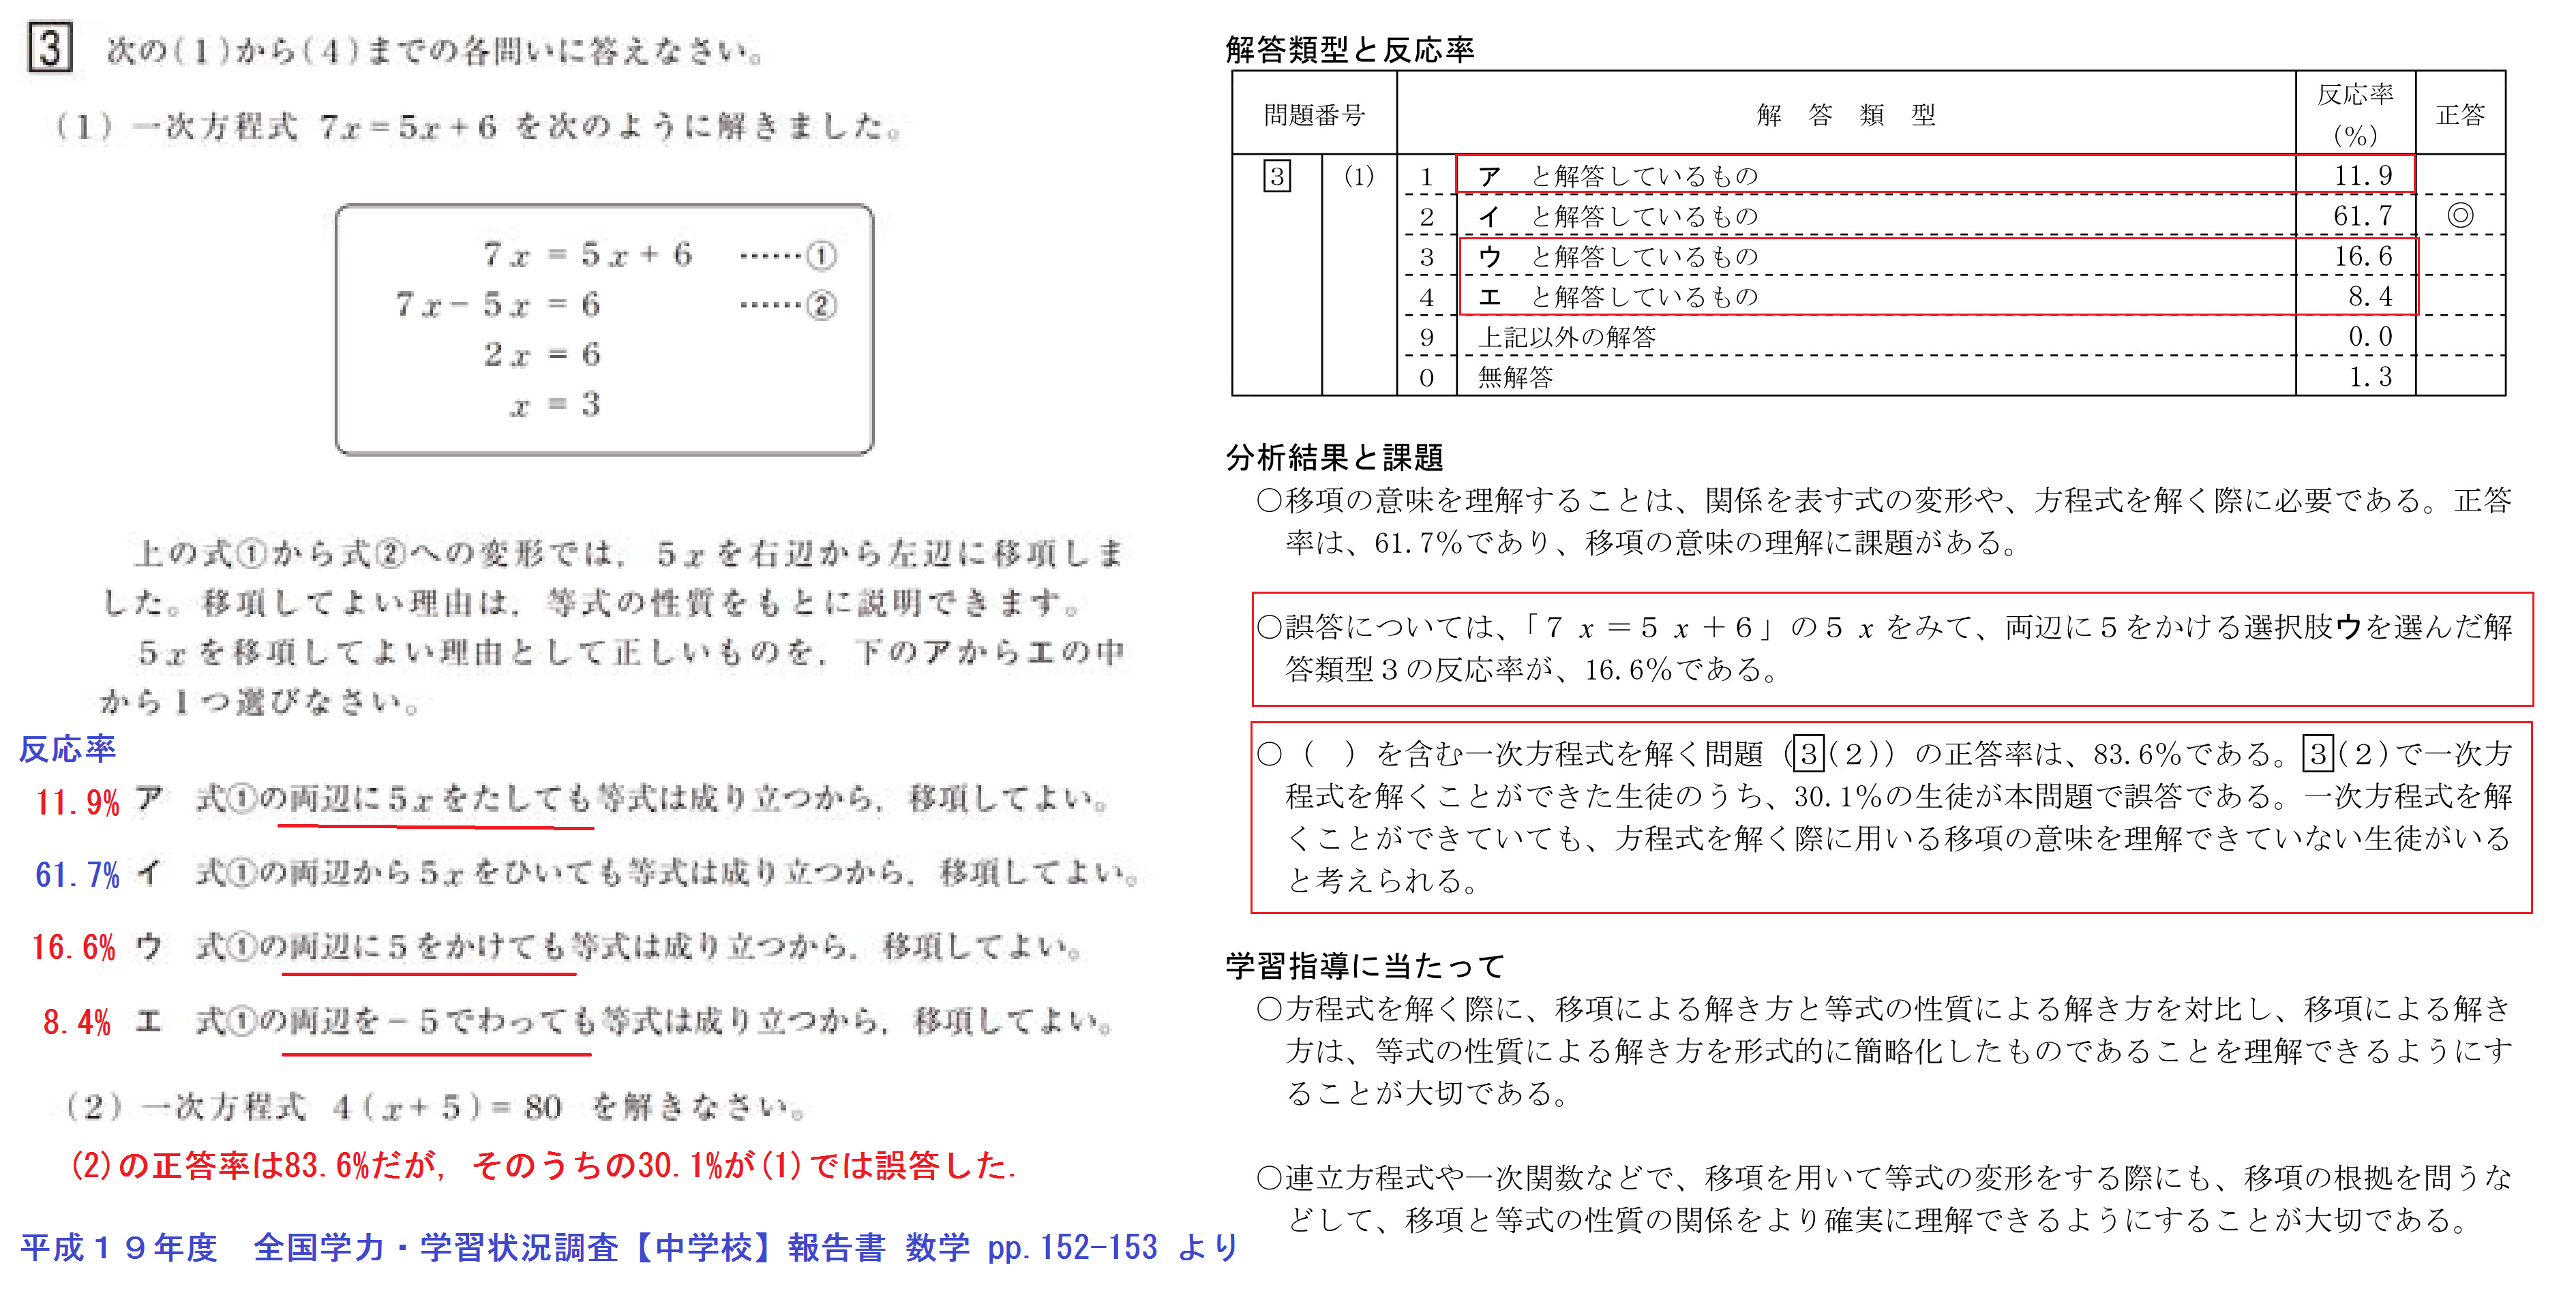 3 次の(1)から(4)までの各問いに答えなさい。
(1) 一次方程式 7x=5x+6 を次のように解きました。
7x = 5x+6 ……①
7x-5x = 6 ……②
2x = 6
x = 3
上の式①から式②への変形では，5xを右辺から左辺に移項しま
した。移項してよい理由は，等式の性質をもとに説明できます。
5xを移項してよい理由として正しいものを，下のアからエの中
から1つ選びなさい。
反応率
11.9% ア 式①の両辺に5xをたしても等式は成り立つから，移項してよい。
61.7% イ 式①の両辺から5xをひいても等式は成り立つから，移項してよい。
16.6% ウ 式①の両辺に5をかけても等式は成り立つから，移項してよい。
8.4% エ 式①の両辺を-5でわっても等式は成り立つから，移項してよい。
(2) 一次方程式 4(x+5)=80 を解きなさい。
(2)の正答率は83.6%だが, そのうちの30.1%が(1)では誤答した.
平成１９年度　全国学力・学習状況調査【中学校】報告書 数学 pp.152-153 より
解答類型と反応率
問題番号 解 答 類 型 反応率(%) 正答
3 (1) 1 ア と解答しているもの 11.9
2 イ と解答しているもの 61.7 ◎
3 ウ と解答しているもの 16.6
4 エ と解答しているもの 8.4
9 上記以外の解答 0.0
0 無解答 1.3
分析結果と課題
○移項の意味を理解することは、関係を表す式の変形や、方程式を解く際に必要である。正答
率は、61.7％であり、移項の意味の理解に課題がある。
○誤答については、「７x＝５x＋６」の５xをみて、両辺に５をかける選択肢ウを選んだ解
答類型３の反応率が、16.6％である。
○（　）を含む一次方程式を解く問題（3(２)）の正答率は、83.6％である。3(２)で一次方
程式を解くことができた生徒のうち、30.1％の生徒が本問題で誤答である。一次方程式を解
くことができていても、方程式を解く際に用いる移項の意味を理解できていない生徒がいる
と考えられる。
学習指導に当たって
○方程式を解く際に、移項による解き方と等式の性質による解き方を対比し、移項による解き
方は、等式の性質による解き方を形式的に簡略化したものであることを理解できるようにす
ることが大切である。
○連立方程式や一次関数などで、移項を用いて等式の変形をする際にも、移項の根拠を問うな
どして、移項と等式の性質の関係をより確実に理解できるようにすることが大切である。